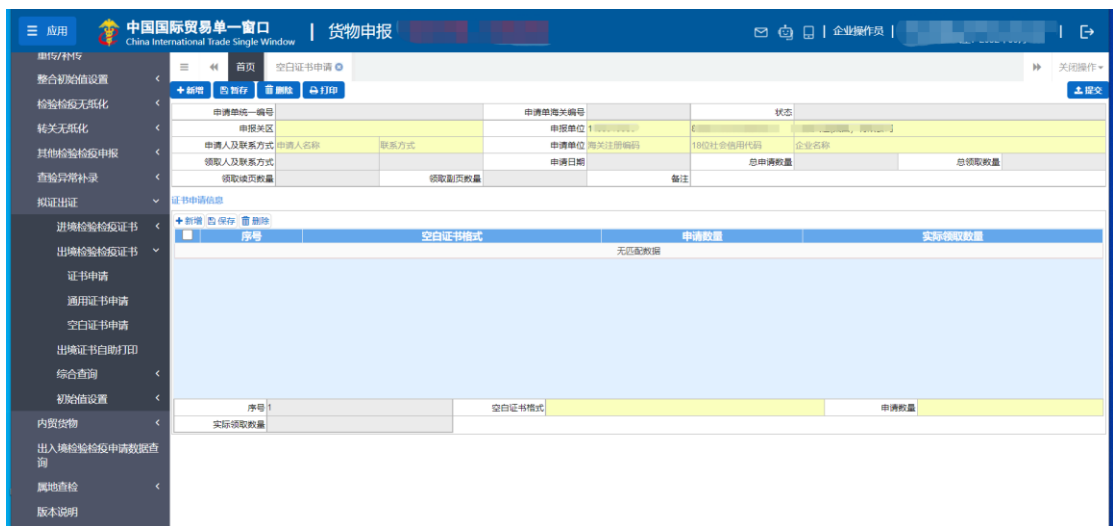 应用
中国国际贸易单一窗口
China International Trade Single Window
货物申报
企业操作员
重传/补传
整合初始值设置
检验检疫无纸化
转关无纸化
其他检验检疫申报
查验异常补录
拟证出证
进境检验检疫证书
出境检验检疫证书
证书申请
通用证书申请
空白证书申请
出境证书自助打印
综合查询
初始值设置
内贸货物
出入境检验检疫申请数据查
询
属地查检
版本说明
首页 空白证书申请 关闭操作
新增 暂存 删除 打印 提交
申请单统一编号 申请单海关编号 状态
申报关区 申报单位 1
申请人及联系方式 申请人名称 联系方式 申请单位 海关注册编码 18位社会信用代码 企业名称
领取人及联系方式 申请日期 总申请数量 总领取数量
领取续页数量 领取副页数量 备注
证书申请信息
新增 保存 删除
序号 空白证书格式 申请数量 实际领取数量
无匹配数据
序号 1 空白证书格式 申请数量
实际领取数量